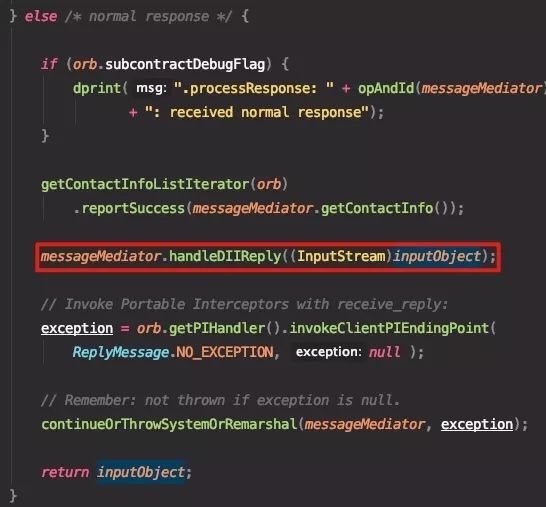 } else /* normal response */ {
if (orb.subcontractDebugFlag) {
dprint( msg: ".processResponse: " + opAndId(messageMediator)
+ ": received normal response");
}
getContactInfoListIterator(orb)
.reportSuccess(messageMediator.getContactInfo());
messageMediator.handleDIIReply((InputStream)inputObject);
// Invoke Portable Interceptors with receive_reply:
exception = orb.getPIHandler().invokeClientPIEndingPoint(
ReplyMessage.NO_EXCEPTION, exception: null );
// Remember: not thrown if exception is null.
continueOrThrowSystemOrRemarshal(messageMediator, exception);
return inputObject;
}